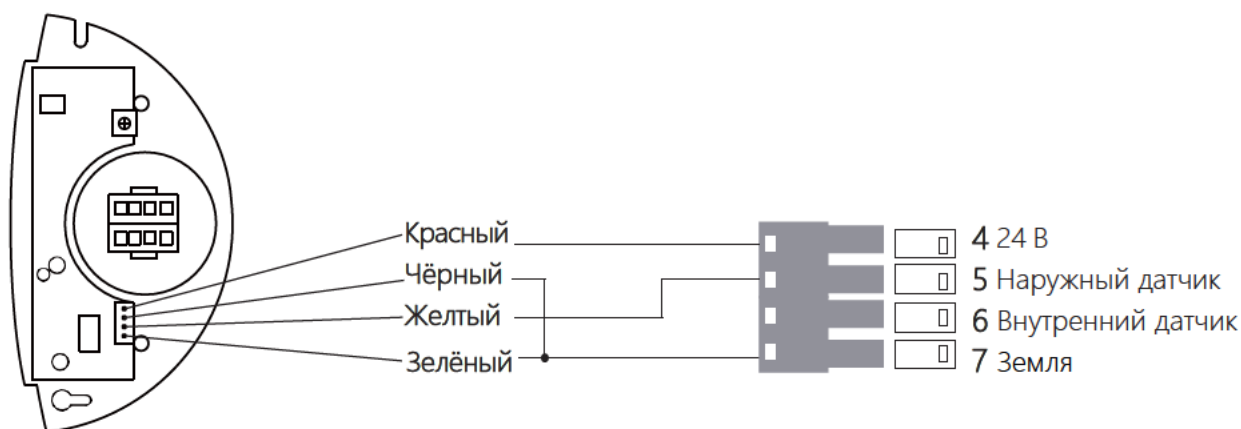 Красный
Чёрный
Желтый
Зелёный
4 24 В
5 Наружный датчик
6 Внутренний датчик
7 Земля